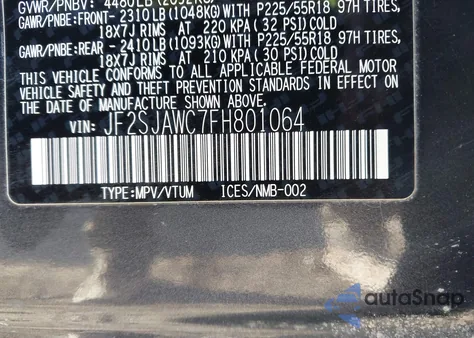 GVWR/PNBV: 4480LB
GAWR/PNBE:FRONT- 2310LB(1048KG)WITH P225/55R18 97H TIRES,
18X7J RIMS AT 220 KPA(32 PSI)COLD
GAWR/PNBE:REAR - 2410LB(1093KG)WITH P225/55R18 97H TIRES,
18X7J RIMS AT 210 KPA(30 PSI)COLD
THIS VEHICLE CONFORMS TO ALL APPLICABLE FEDERAL MOTOR
VEHICLE SAFETY AND THEFT PREVENTION STANDARDS IN EFFECT
ON THE DATE OF MANUFACTURE SHOWN ABOVE.
VIN: JF2SJAWC7FH801064
TYPE:MPV/VTUM ICES/NMB-002
autoSnap